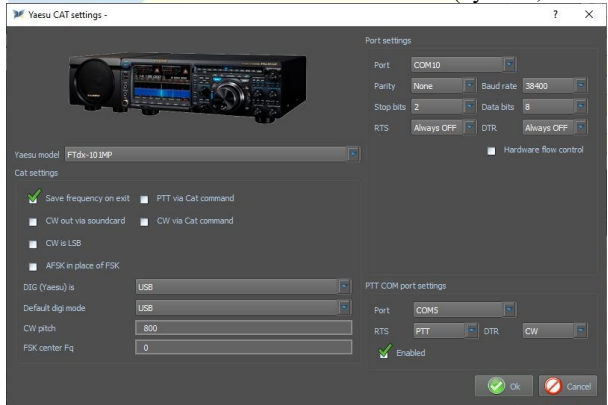 Yaesu CAT settings -
? ×
Port settings
Port COM10
Parity None Baud rate 38400
Stop bits 2 Data bits 8
RTS Always OFF DTR Always OFF
Hardware flow control
Yaesu model FTdx-101MP
Cat settings
Save frequency on exit PTT via Cat command
CW out via soundcard CW via Cat command
CW is LSB
AFSK in place of FSK
DIG (Yaesu) is USB
Default digi mode USB
CW pitch 800
FSK center Fq 0
PTT COM port settings
Port COM5
RTS PTT DTR CW
Enabled
Ok Cancel